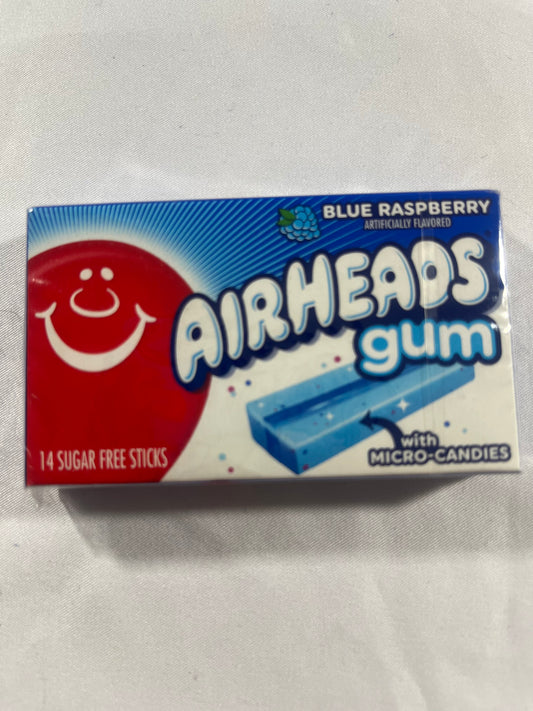 BLUE RASPBERRY
ARTIFICIALLY FLAVORED
AIRHEADS
gum
with
MICRO-CANDIES
14 SUGAR FREE STICKS